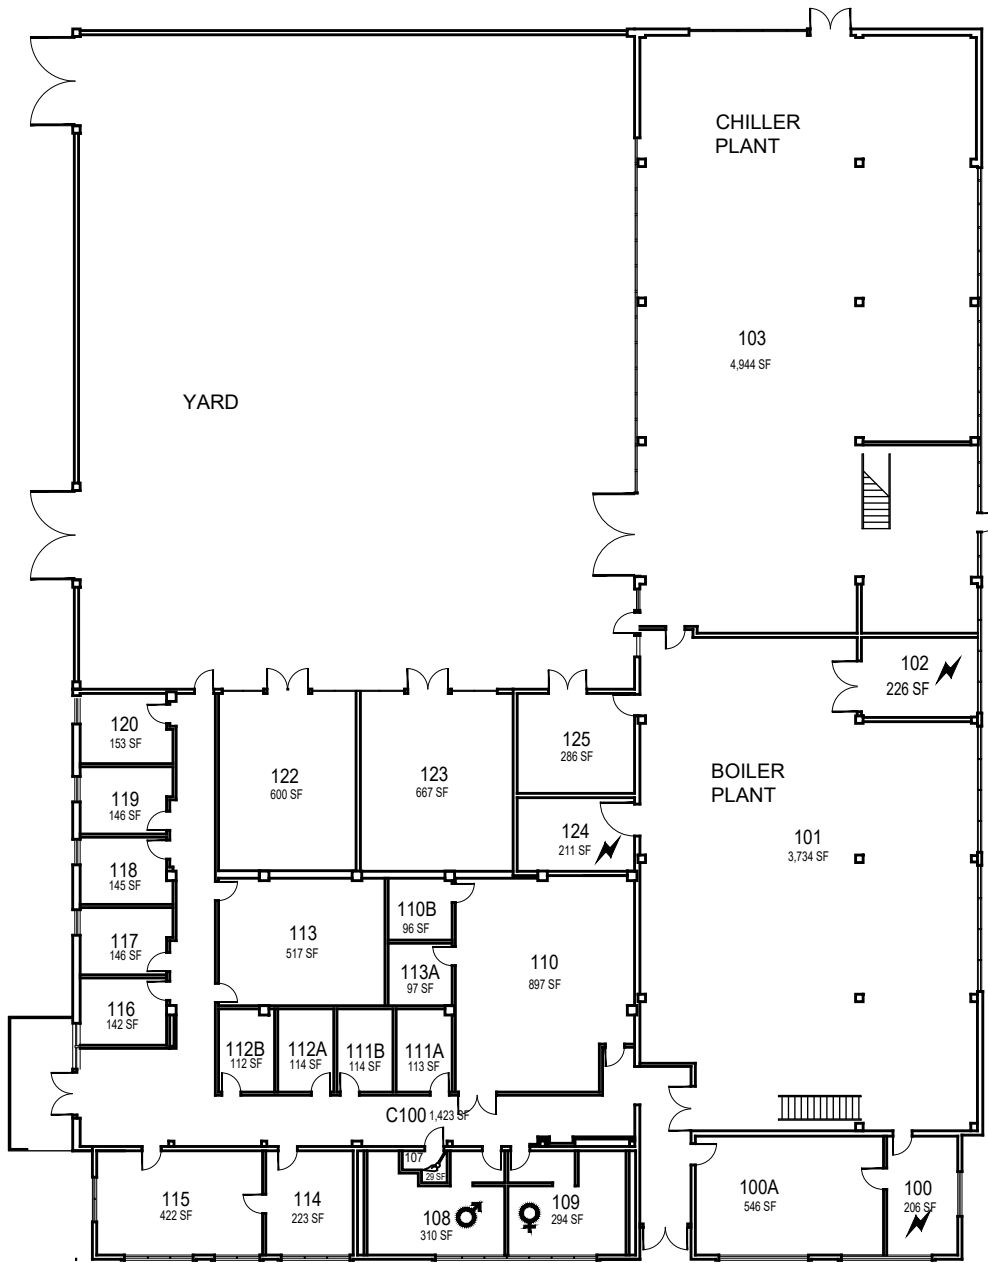 CHILLER
PLANT
103
4,944 SF
YARD
102
226 SF
120
153 SF
122
600 SF
123
667 SF
125
286 SF
BOILER
PLANT
119
146 SF
124
211 SF
101
3,734 SF
118
145 SF
110B
96 SF
117
146 SF
113
517 SF
110
897 SF
113A
97 SF
116
142 SF
112B
112 SF
112A
114 SF
111B
114 SF
111A
113 SF
C100 1,423 SF
107
29 SF
115
422 SF
114
223 SF
108
310 SF
109
294 SF
100A
546 SF
100
206 SF